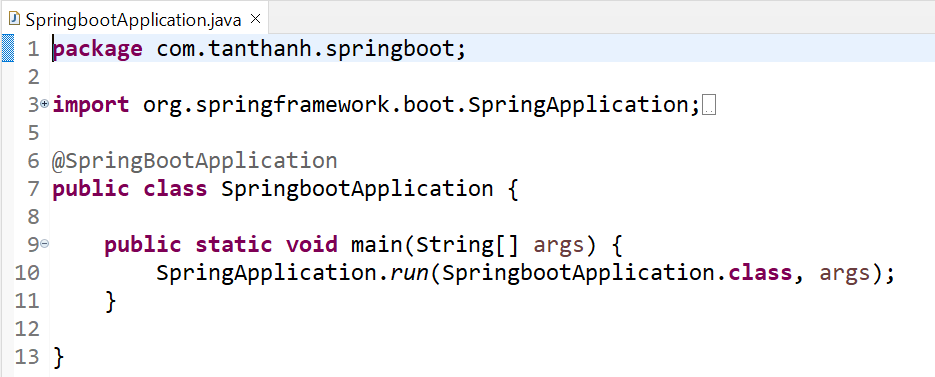 SpringbootApplication.java
1 package com.tanthanh.springboot;
2
3 import org.springframework.boot.SpringApplication;
5
6 @SpringBootApplication
7 public class SpringbootApplication {
8
9     public static void main(String[] args) {
10         SpringApplication.run(SpringbootApplication.class, args);
11     }
12
13 }